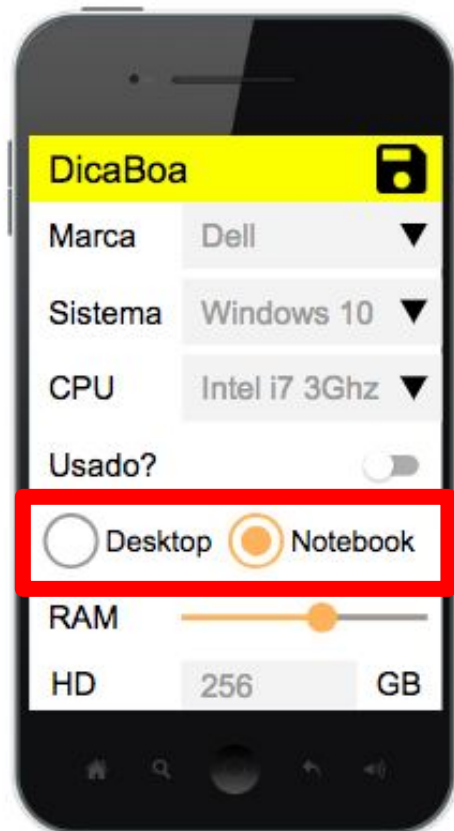 DicaBoa
Marca Dell
Sistema Windows 10
CPU Intel i7 3Ghz
Usado?
Desktop Notebook
RAM
HD 256 GB